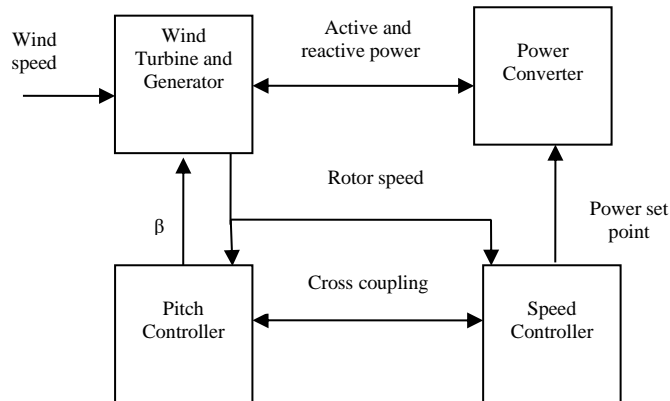 Wind
speed
Wind
Turbine and
Generator
Active and
reactive power
Power
Converter
Rotor speed
β
Power set
point
Pitch
Controller
Cross coupling
Speed
Controller